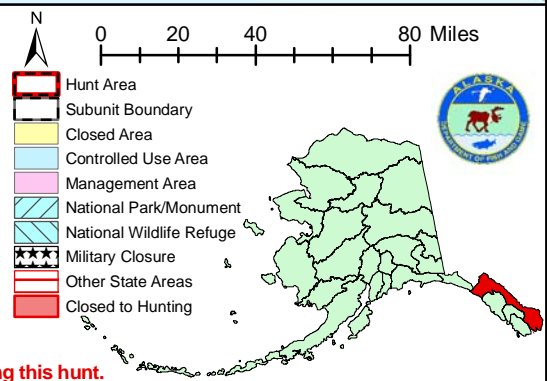 N
0 20 40 80 Miles
Hunt Area
Subunit Boundary
Closed Area
Controlled Use Area
Management Area
National Park/Monument
National Wildlife Refuge
Military Closure
Other State Areas
Closed to Hunting
ALASKA
DEPARTMENT OF FISH AND GAME
ng this hunt.